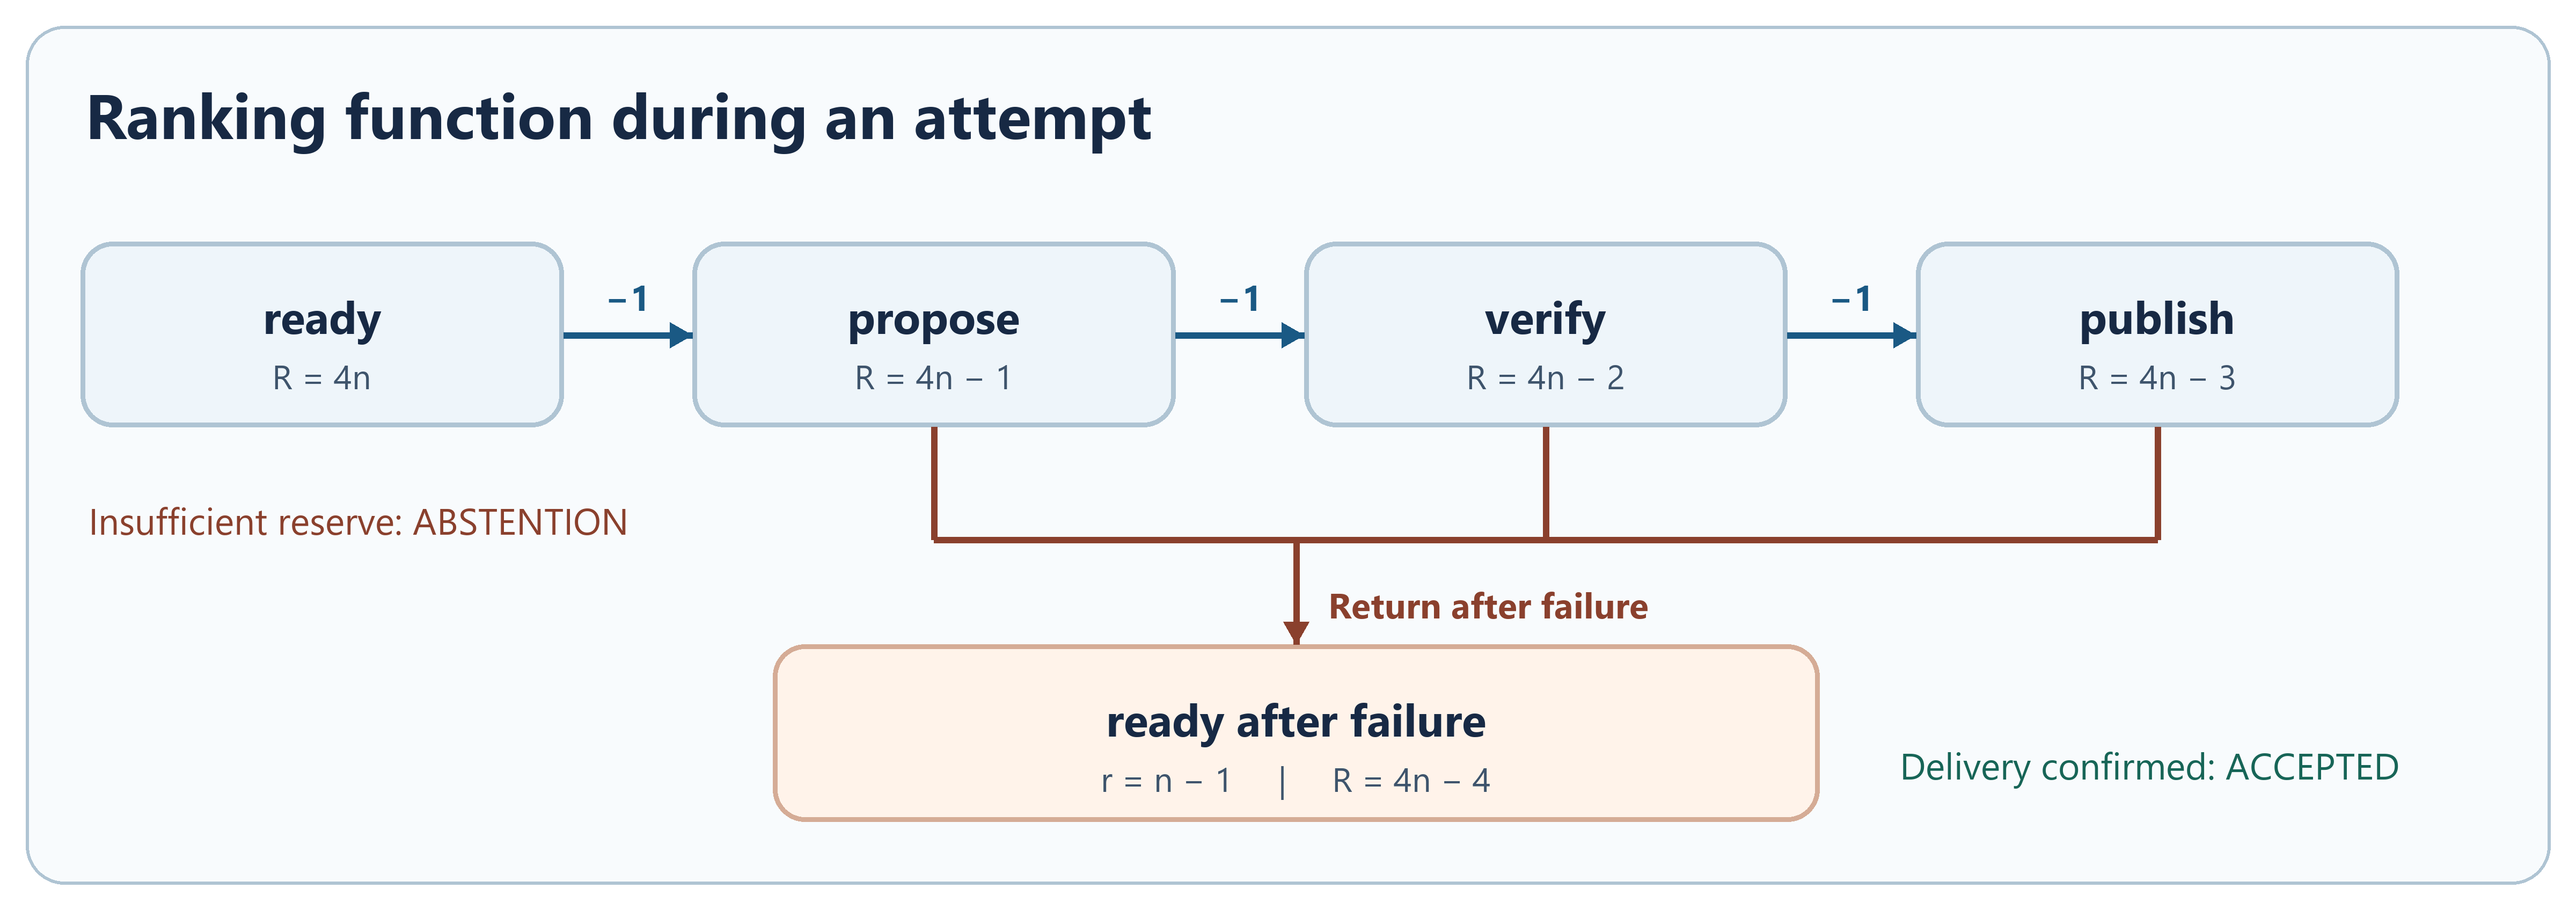 Ranking function during an attempt
ready
R = 4n
−1
propose
R = 4n − 1
−1
verify
R = 4n − 2
−1
publish
R = 4n − 3
Insufficient reserve: ABSTENTION
Return after failure
ready after failure
r = n − 1 | R = 4n − 4
Delivery confirmed: ACCEPTED